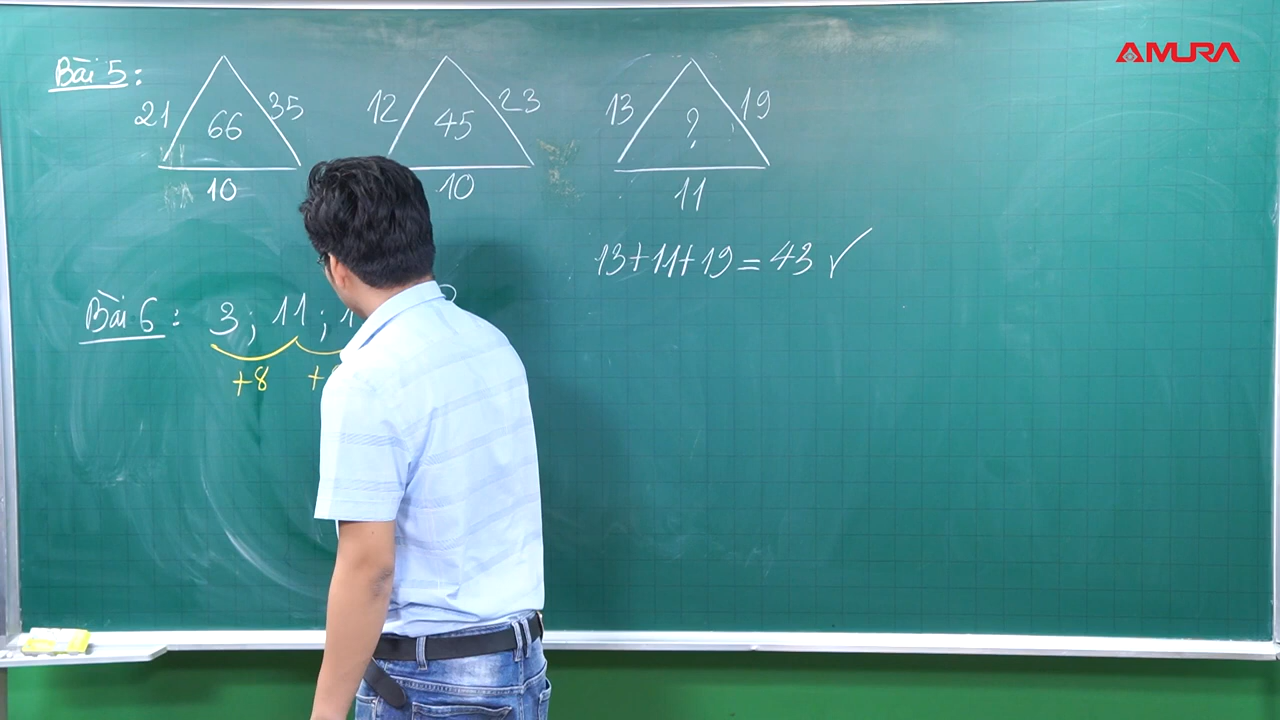 AMURA
Bài 5:
21 66 35 12 45 23 13 ? 19
10 10 11
13+11+19=43 ✓
Bài 6: 3; 11; 1
+8 +